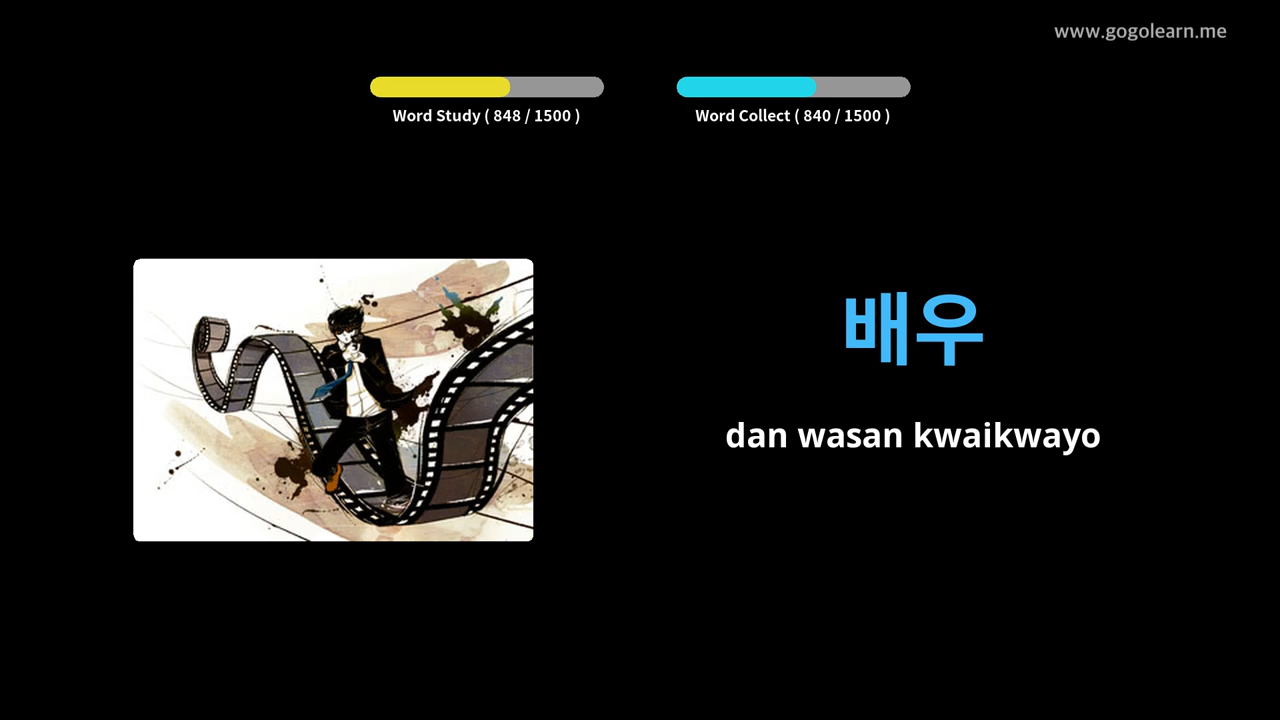 www.gogolearn.me
Word Study ( 848 / 1500 )
Word Collect ( 840 / 1500 )
배우
dan wasan kwaikwayo